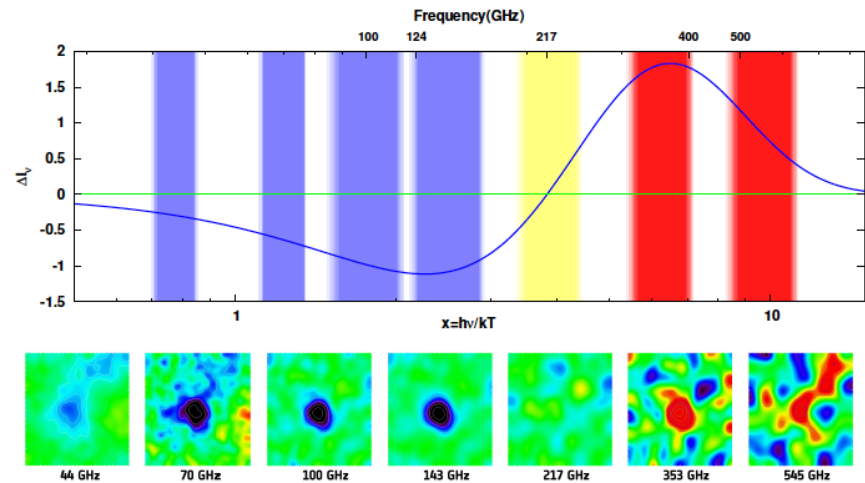 Frequency(GHz)
100 124 217 400 500
2
1.5
1
0.5
0
-0.5
-1
-1.5
ΔIν
1 10
x=hν/kT
44 GHz 70 GHz 100 GHz 143 GHz 217 GHz 353 GHz 545 GHz